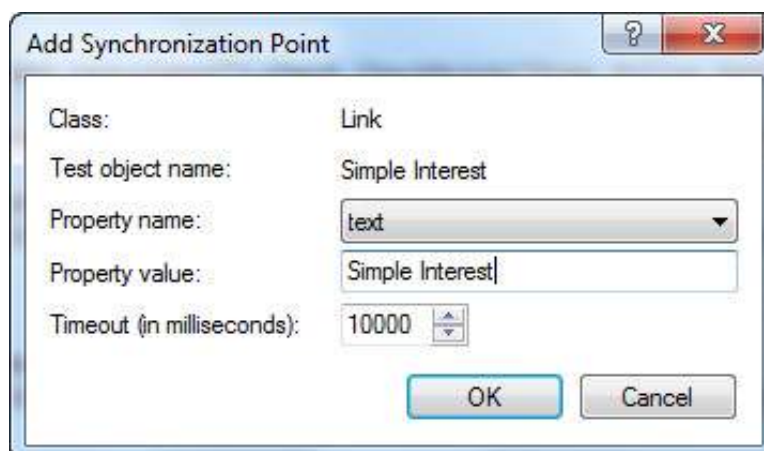 Add Synchronization Point
Class: Link
Test object name: Simple Interest
Property name: text
Property value: Simple Interest
Timeout (in milliseconds): 10000
OK Cancel